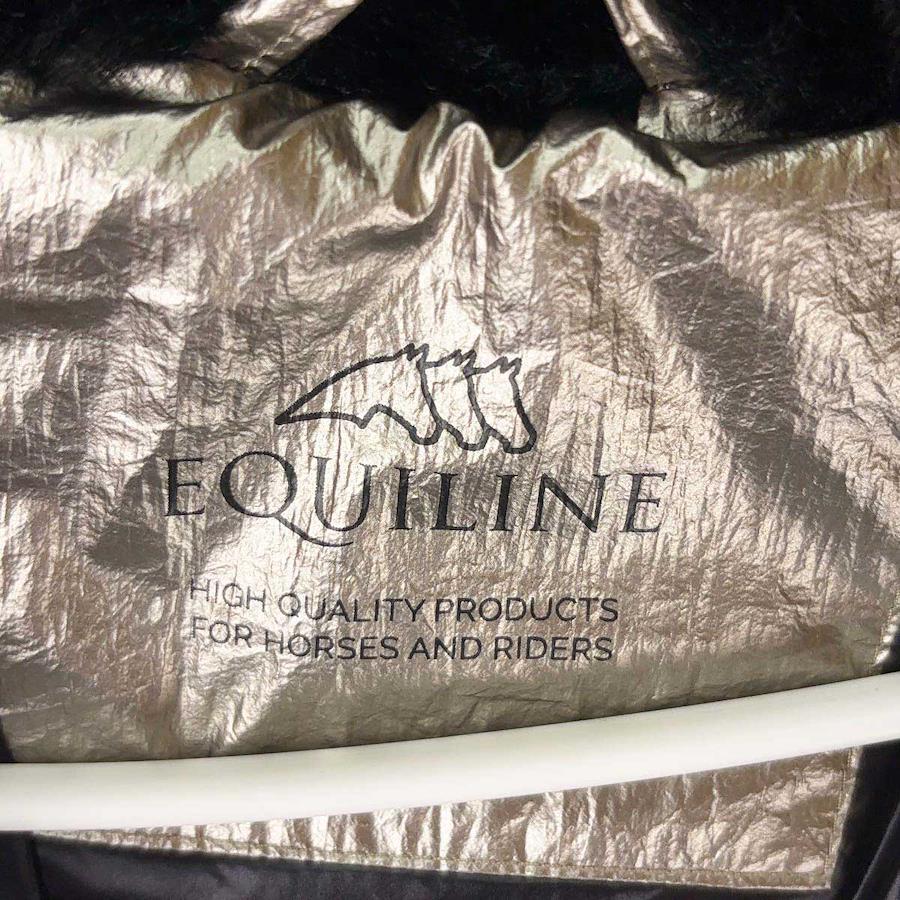 EQUILINE
HIGH QUALITY PRODUCTS
FOR HORSES AND RIDERS